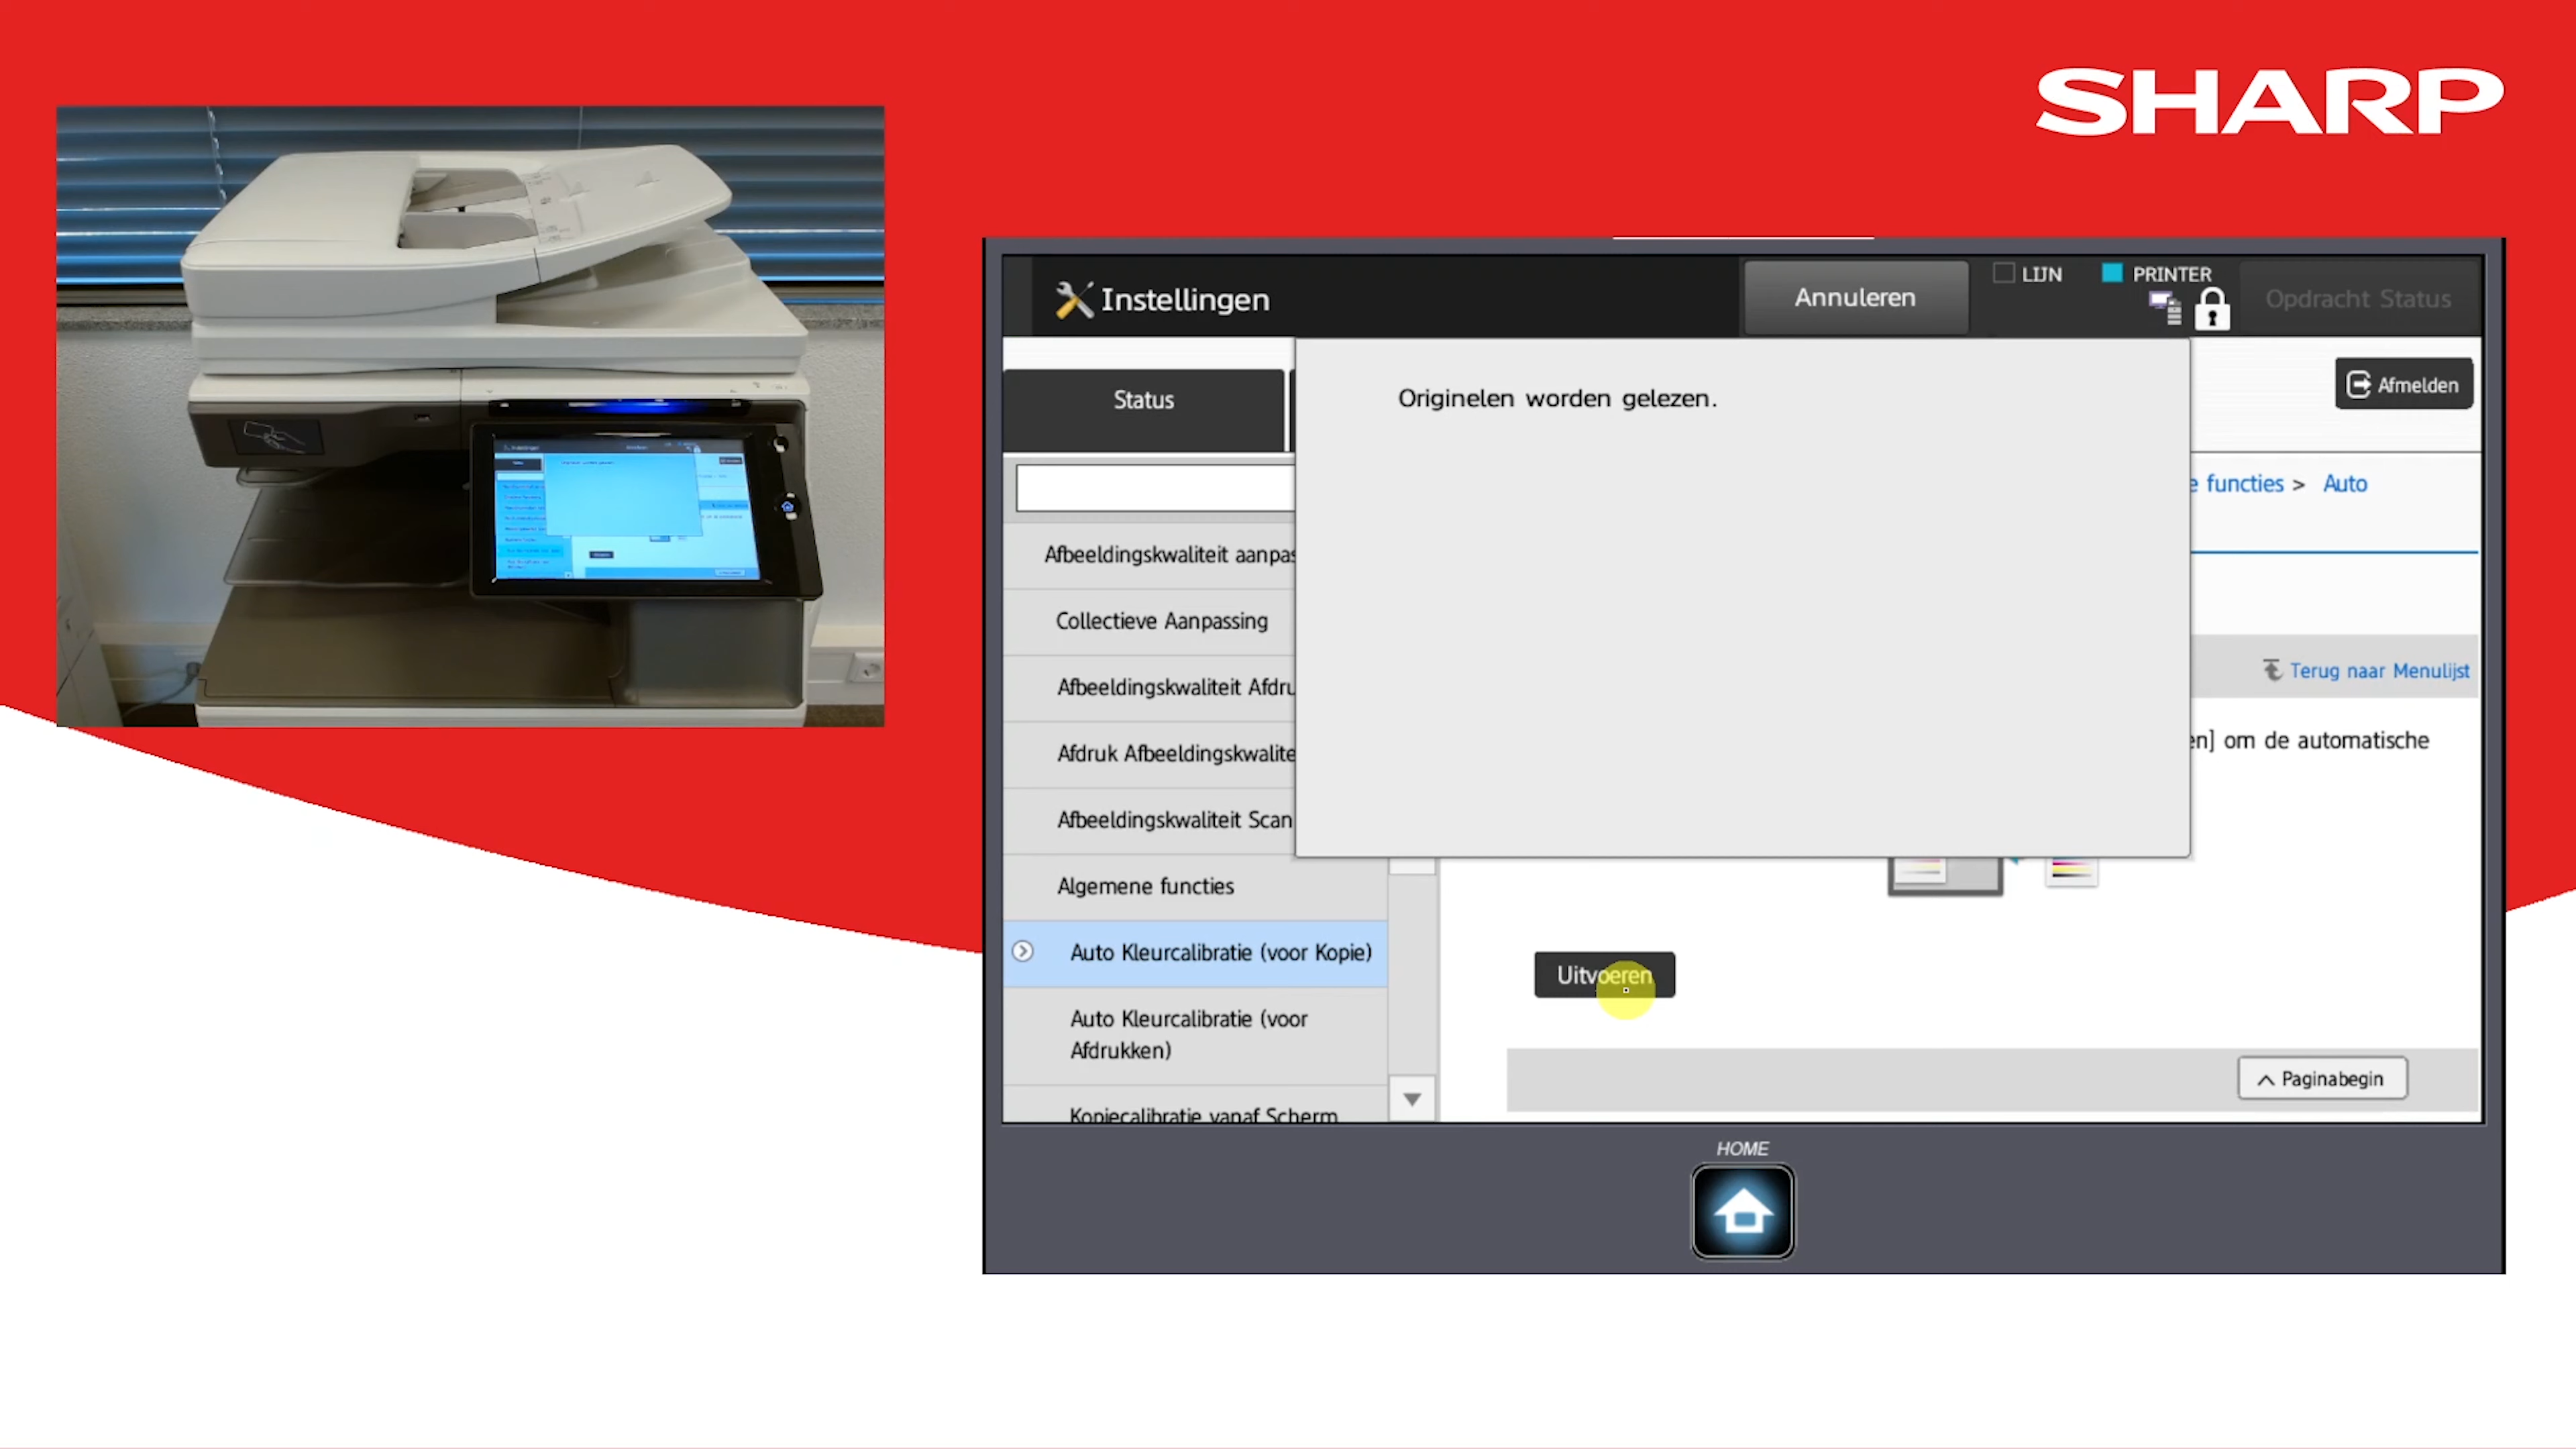 SHARP
Instellingen
Annuleren
LIJN
PRINTER
Opdracht Status
Status
Originelen worden gelezen.
Afmelden
functies > Auto
Afbeeldingskwaliteit aanpas
Collectieve Aanpassing
Afbeeldingskwaliteit Afdru
Terug naar Menulijst
en] om de automatische
Afdruk Afbeeldingskwalite
Afbeeldingskwaliteit Scan
Algemene functies
Auto Kleurcalibratie (voor Kopie)
Uitvoeren
Auto Kleurcalibratie (voor
Afdrukken)
Paginabegin
Kopiecalibratie vanaf Scherm
HOME